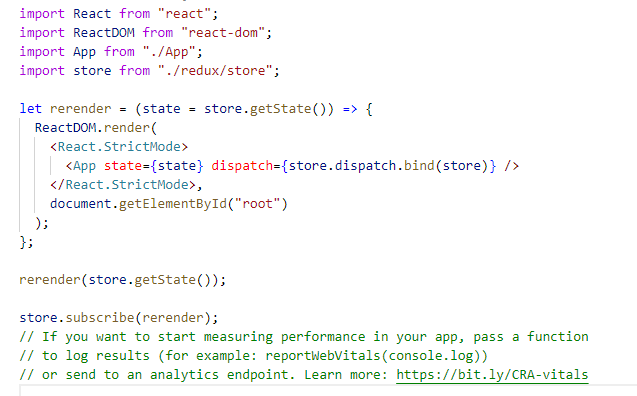 import React from "react";
import ReactDOM from "react-dom";
import App from "./App";
import store from "./redux/store";
let rerender = (state = store.getState()) => {
ReactDOM.render(
<React.StrictMode>
<App state={state} dispatch={store.dispatch.bind(store)} />
</React.StrictMode>,
document.getElementById("root")
);
};
rerender(store.getState());
store.subscribe(rerender);
// If you want to start measuring performance in your app, pass a function
// to log results (for example: reportWebVitals(console.log))
// or send to an analytics endpoint. Learn more: https://bit.ly/CRA-vitals